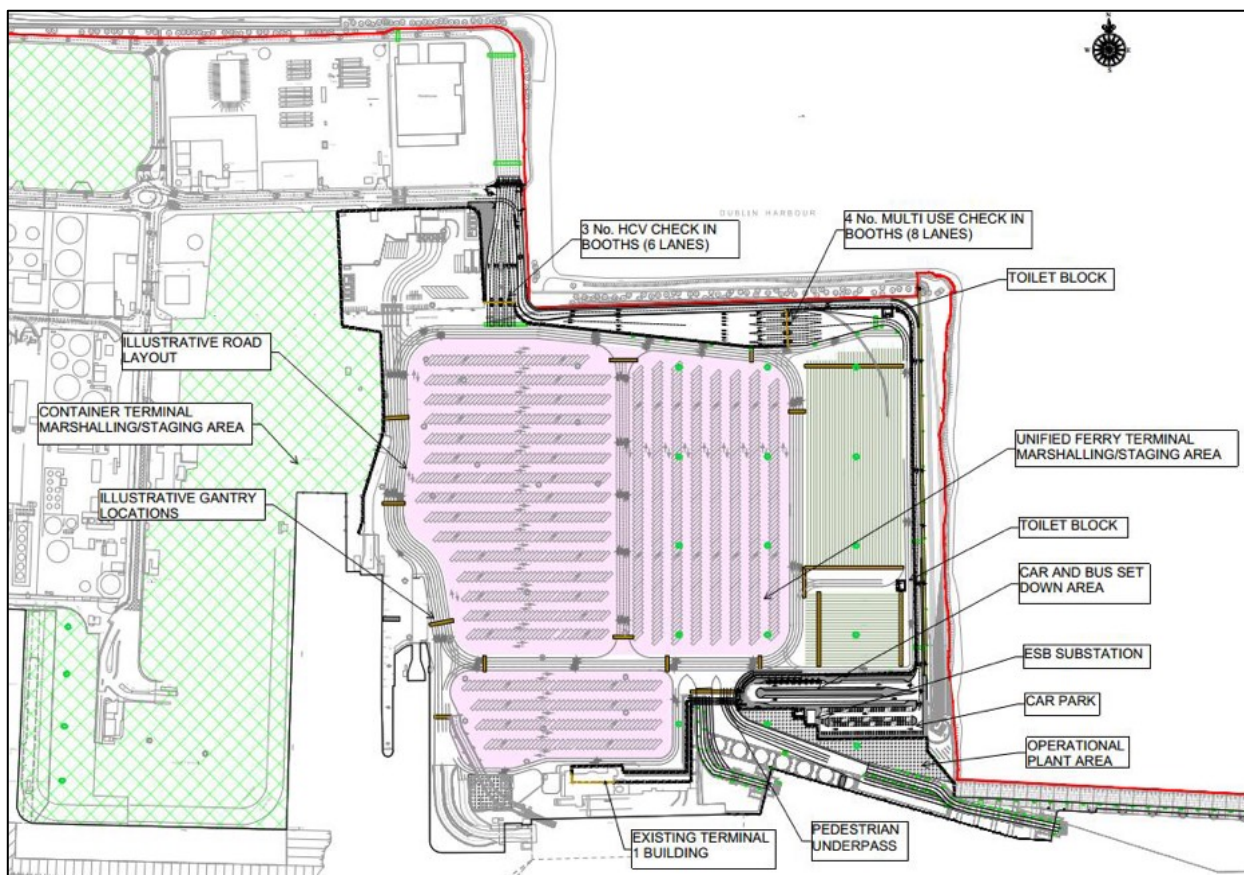 N
W
E
S
DUBLIN HARBOUR
3 No. HCV CHECK IN
BOOTHS (6 LANES)
4 No. MULTI USE CHECK IN
BOOTHS (8 LANES)
TOILET BLOCK
ILLUSTRATIVE ROAD
LAYOUT
CONTAINER TERMINAL
MARSHALLING/STAGING AREA
UNIFIED FERRY TERMINAL
MARSHALLING/STAGING AREA
ILLUSTRATIVE GANTRY
LOCATIONS
TOILET BLOCK
CAR AND BUS SET
DOWN AREA
ESB SUBSTATION
CAR PARK
OPERATIONAL
PLANT AREA
EXISTING TERMINAL
1 BUILDING
PEDESTRIAN
UNDERPASS